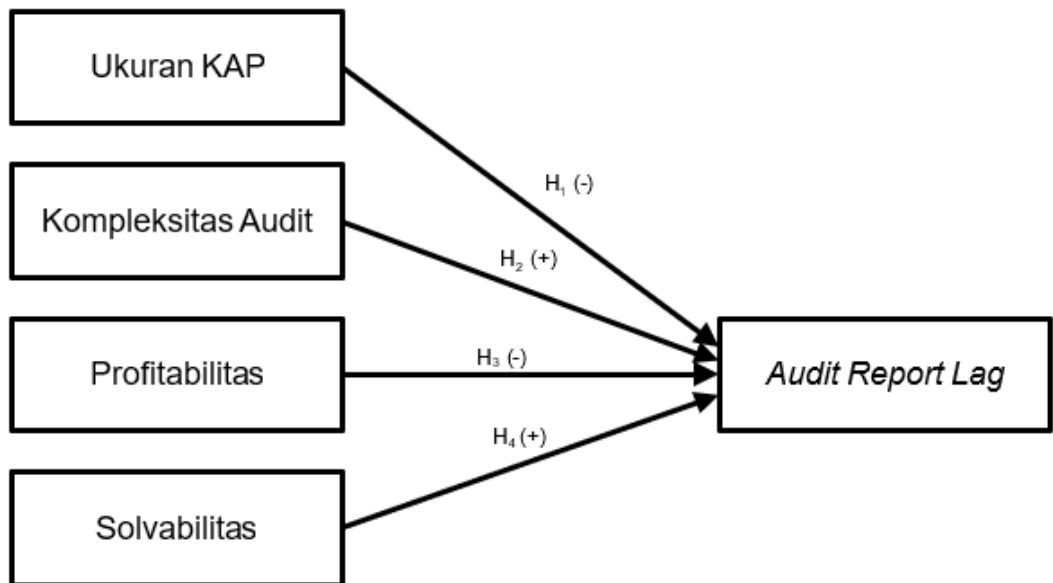 Ukuran KAP
H₁ (-)
Kompleksitas Audit
H₂ (+)
Profitabilitas
H₃ (-)
Audit Report Lag
H₄ (+)
Solvabilitas